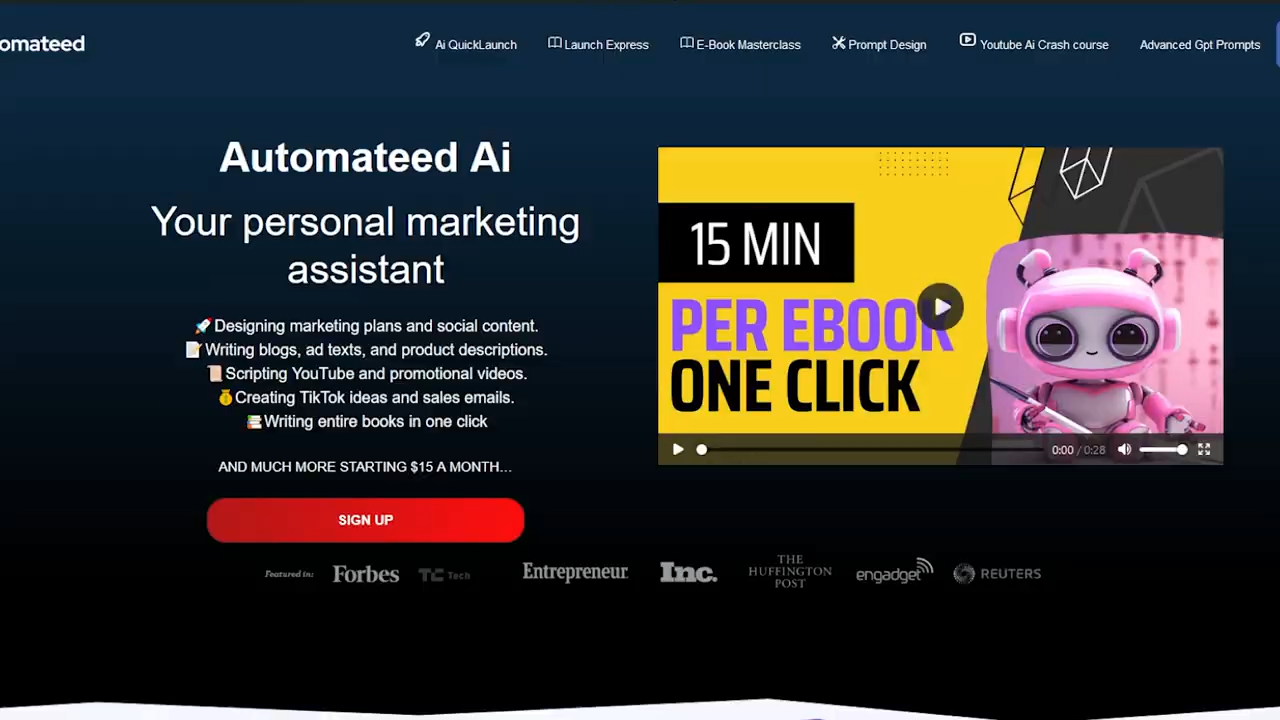 omateed
Ai QuickLaunch
Launch Express
E-Book Masterclass
Prompt Design
Youtube Ai Crash course
Advanced Gpt Prompts
Automateed Ai
Your personal marketing
assistant
🚀Designing marketing plans and social content.
📝Writing blogs, ad texts, and product descriptions.
📜Scripting YouTube and promotional videos.
💰Creating TikTok ideas and sales emails.
📚Writing entire books in one click
AND MUCH MORE STARTING $15 A MONTH...
SIGN UP
15 MIN
PER EBOOK
ONE CLICK
0:00 / 0:28
Featured in:
Forbes
TC Tech
Entrepreneur
Inc.
THE
HUFFINGTON
POST
engadget
REUTERS